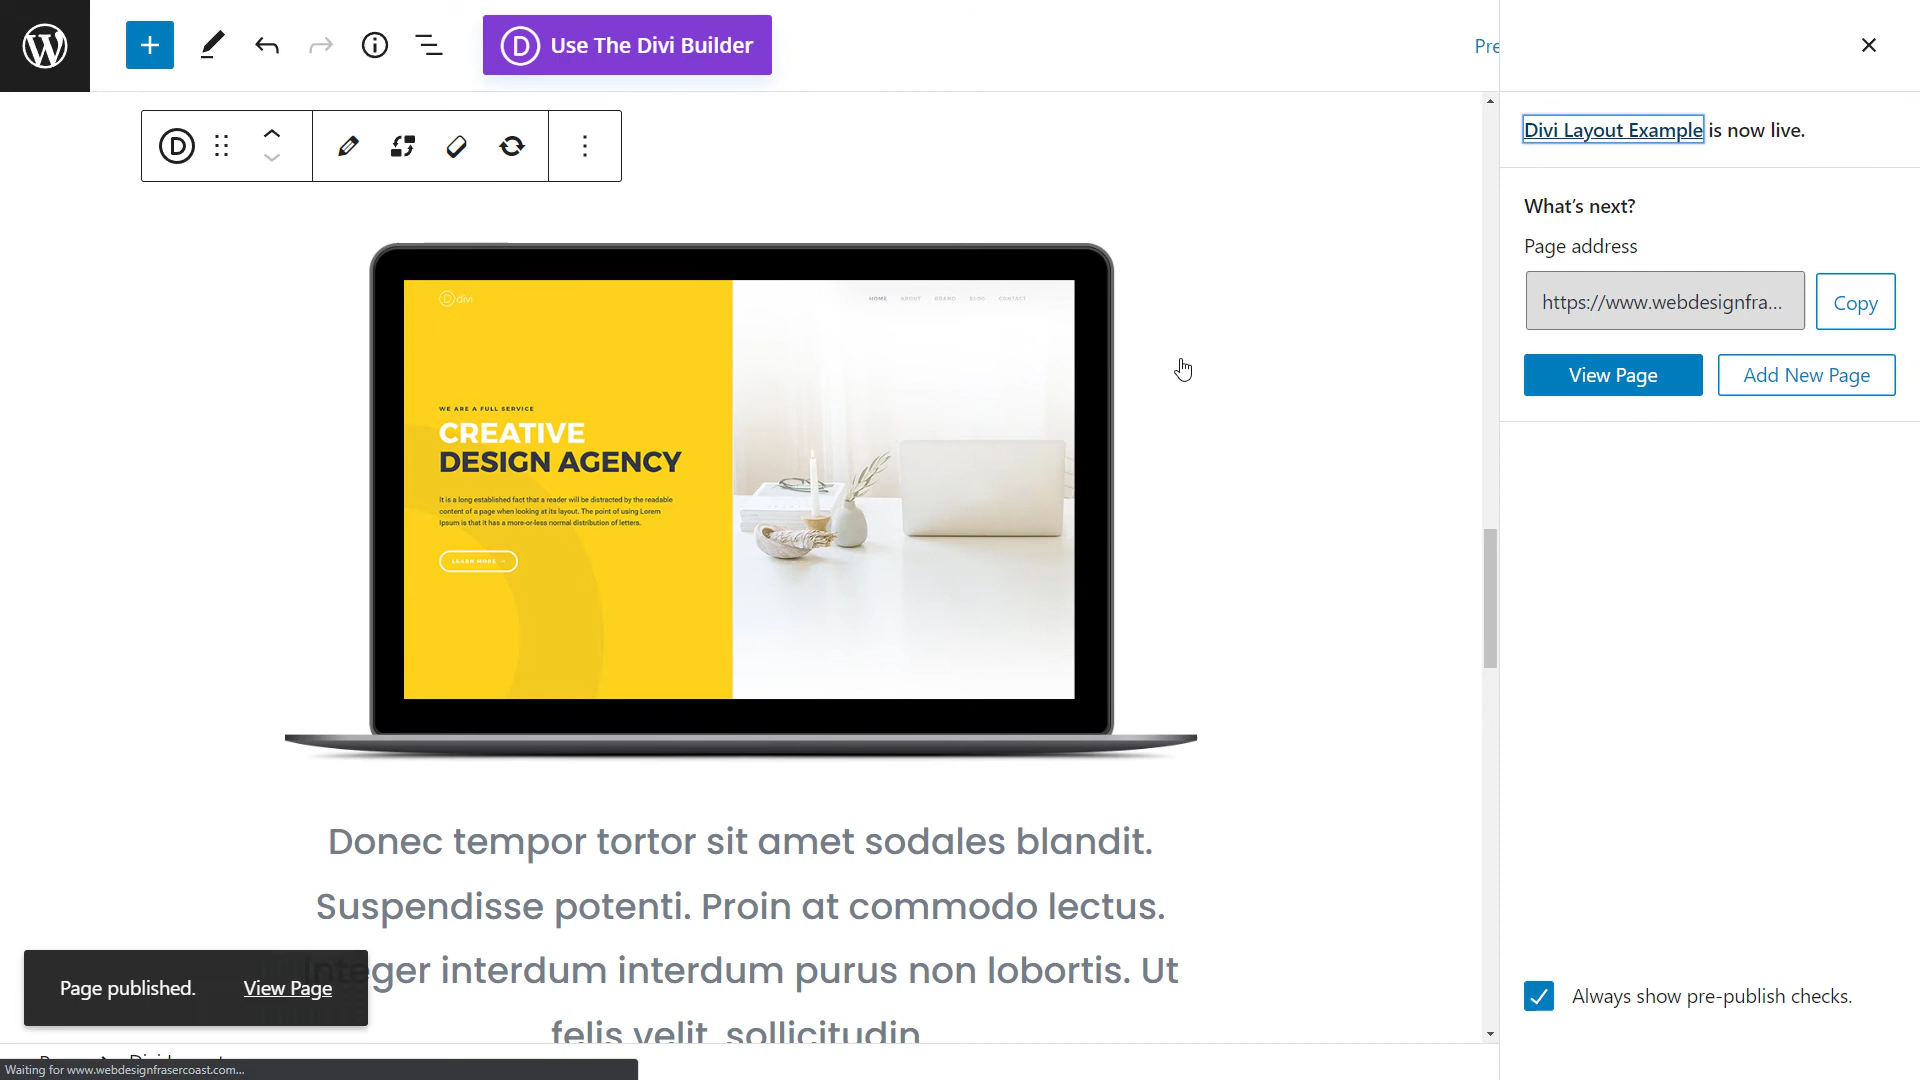 Use The Divi Builder
Pre
Divi Layout Example is now live.
What's next?
Page address
https://www.webdesignfra...
Copy
View Page
Add New Page
divi
HOME ABOUT BRAND BLOG CONTACT
WE ARE A FULL SERVICE
CREATIVE
DESIGN AGENCY
It is a long established fact that a reader will be distracted by the readable
content of a page when looking at its layout. The point of using Lorem
Ipsum is that it has a more-or-less normal distribution of letters.
LEARN MORE
Donec tempor tortor sit amet sodales blandit.
Suspendisse potenti. Proin at commodo lectus.
Integer interdum interdum purus non lobortis. Ut
felis velit, sollicitudin
Page published. View Page
Always show pre-publish checks.
Waiting for www.webdesignfrasercoast.com...